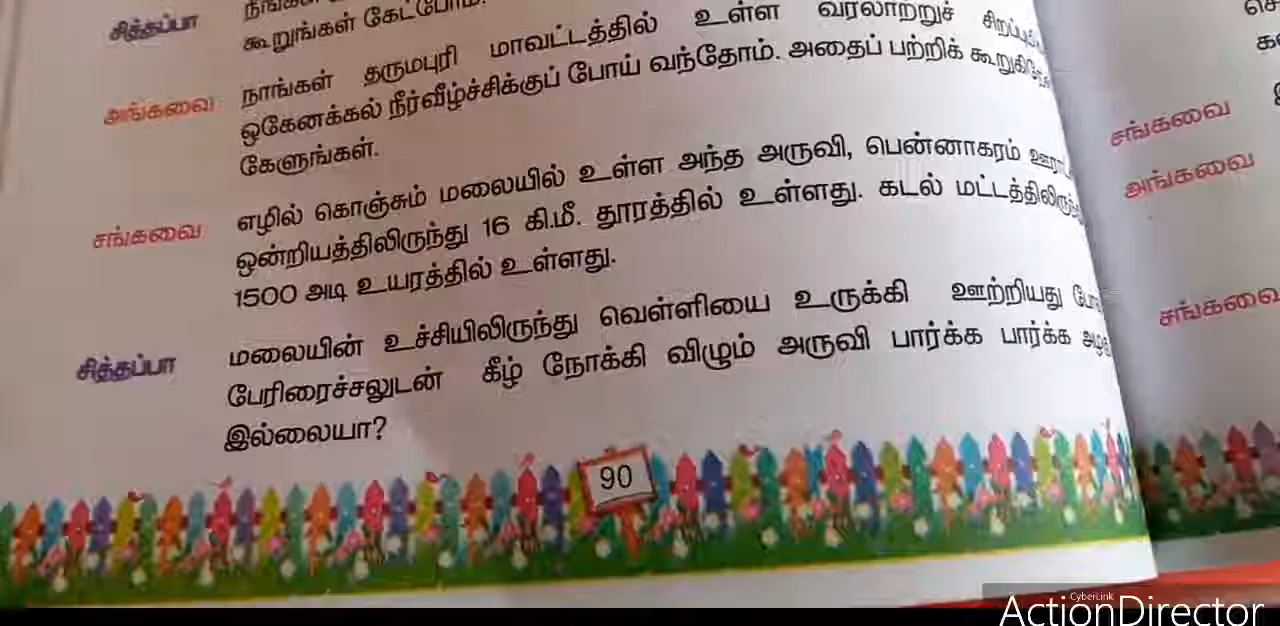 சித்தப்பா
கூறுங்கள் கேட்போம்.
அங்கவை நாங்கள் தருமபுரி மாவட்டத்தில் உள்ள வரலாற்றுச்
ஒகேனக்கல் நீர்வீழ்ச்சிக்குப் போய் வந்தோம். அதைப் பற்றிக்
கேளுங்கள்.
சங்கவை எழில் கொஞ்சும் மலையில் உள்ள அந்த அருவி, பென்னாகரம்
ஒன்றியத்திலிருந்து 16 கி.மீ. தூரத்தில் உள்ளது. கடல் மட்டத்திலிருந்து
1500 அடி உயரத்தில் உள்ளது.
சித்தப்பா மலையின் உச்சியிலிருந்து வெள்ளியை உருக்கி ஊற்றியது
பேரிரைச்சலுடன் கீழ் நோக்கி விழும் அருவி பார்க்க பார்க்க
இல்லையா?
90
சங்கவை
அங்கவை
சங்கவை
CyberLink
ActionDirector